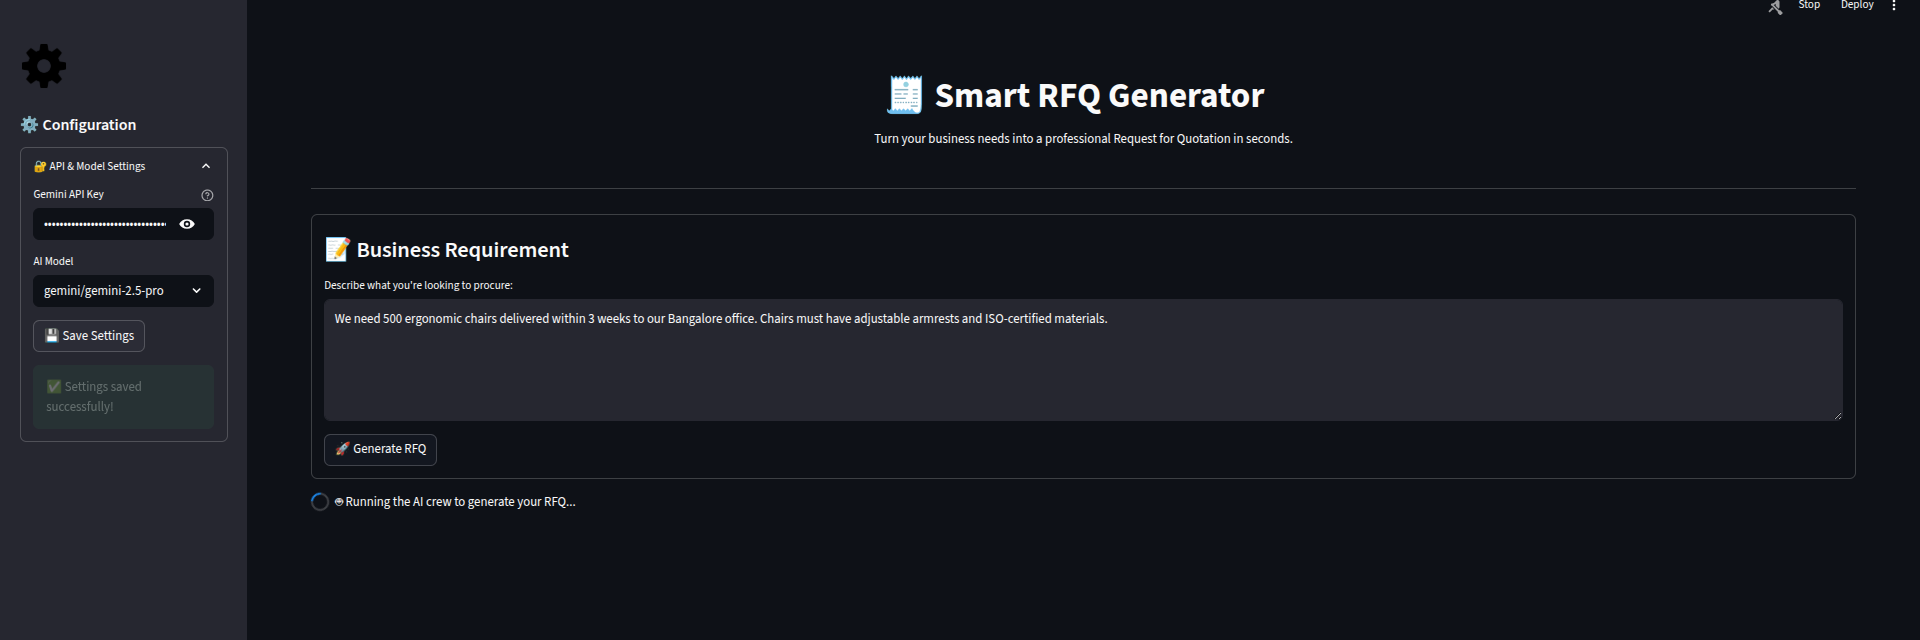 Stop Deploy
🧾 Smart RFQ Generator
Turn your business needs into a professional Request for Quotation in seconds.
⚙️ Configuration
🔐 API & Model Settings
Gemini API Key
AI Model
gemini/gemini-2.5-pro
💾 Save Settings
✅ Settings saved
successfully!
📝 Business Requirement
Describe what you're looking to procure:
We need 500 ergonomic chairs delivered within 3 weeks to our Bangalore office. Chairs must have adjustable armrests and ISO-certified materials.
🚀 Generate RFQ
Running the AI crew to generate your RFQ...